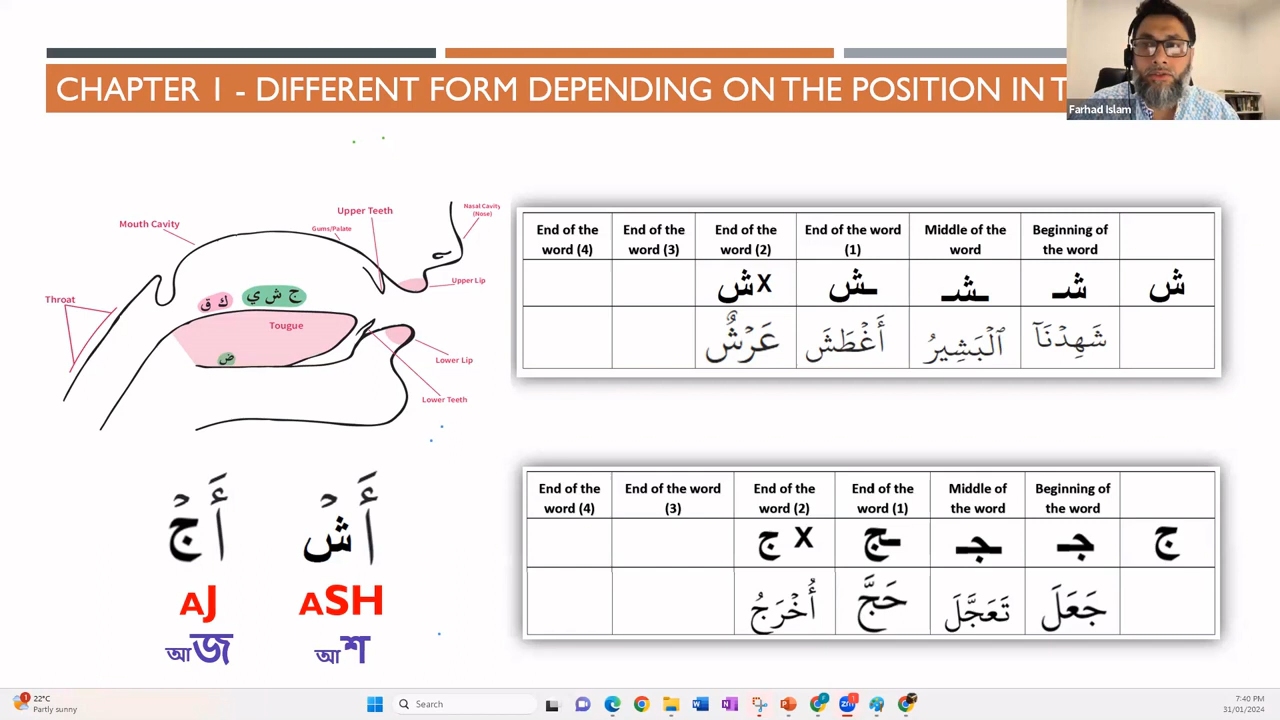 CHAPTER 1 - DIFFERENT FORM DEPENDING ON THE POSITION IN T
Farhad Islam
Nasal Cavity
(Nose)
Upper Teeth
Mouth Cavity
Gums/Palate
Upper Lip
Throat
ق ك
ج ش ي
Tougue
ض
Lower Lip
Lower Teeth
End of the word (4)
End of the word (3)
End of the word (2)
End of the word (1)
Middle of the word
Beginning of the word
ش
شـ
ـشـ
ـش
X ش
شَهِدْنَآ
ٱلْبَشِيرُ
أَغْطَشَ
عَرْشٌ
End of the word (4)
End of the word (3)
End of the word (2)
End of the word (1)
Middle of the word
Beginning of the word
ج
جـ
ـجـ
ـج
X ج
جَعَلَ
تَعَجَّلَ
حَجَّ
أُخْرَجُ
أَ جْ
أَ شْ
AJ
ASH
আজ
আশ
1
22°C
Partly sunny
Search
7:40 PM
31/01/2024